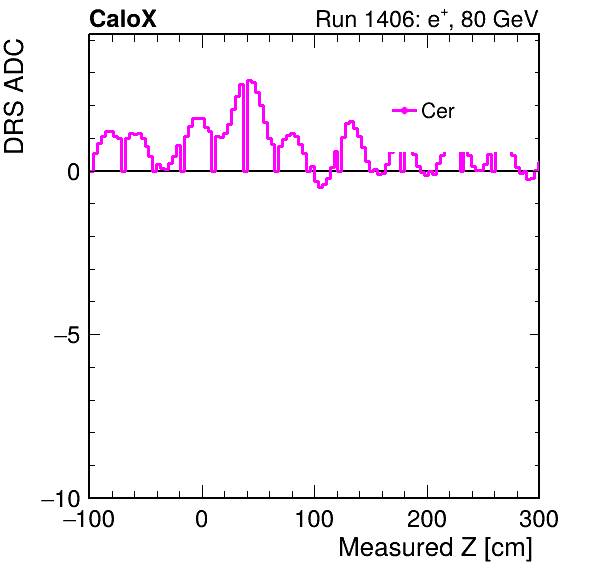 CaloX Run 1406: e⁺, 80 GeV
DRS ADC
Cer
0
−5
−10
−100 0 100 200 300
Measured Z [cm]